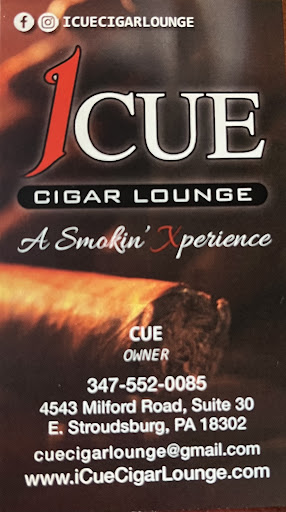 ICUECIGARLOUNGE
1CUE
CIGAR LOUNGE
A Smokin' Xperience
CUE
OWNER
347-552-0085
4543 Milford Road, Suite 30
E. Stroudsburg, PA 18302
cuecigarlounge@gmail.com
www.iCueCigarLounge.com